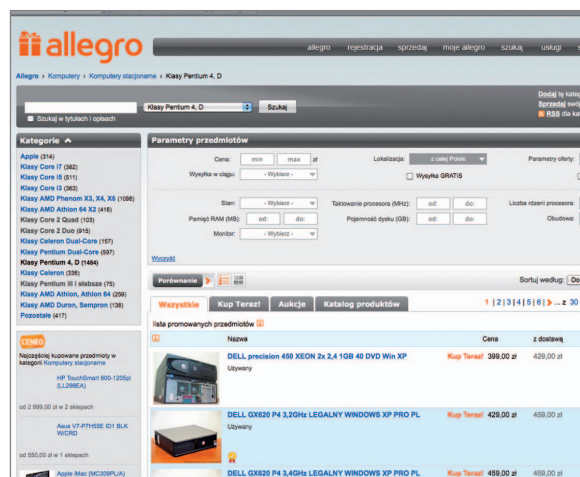 allegro
allegro rejestracja sprzedaj moje allegro szukaj usługi
Allegro › Komputery › Komputery stacjonarne › Klasy Pentium 4, D
Dodaj tę kateg
Sprzedaj swój
RSS dla kat
Klasy Pentium 4, D Szukaj
Szukaj w tytułach i opisach
Kategorie
Apple (314)
Klasy Core i7 (382)
Klasy Core i5 (511)
Klasy Core i3 (363)
Klasy AMD Phenom X3, X4, X6 (1098)
Klasy AMD Athlon 64 X2 (418)
Klasy Core 2 Quad (103)
Klasy Core 2 Duo (915)
Klasy Celeron Dual-Core (157)
Klasy Pentium Dual-Core (597)
Klasy Pentium 4, D (1484)
Klasy Celeron (336)
Klasy Pentium III i słabsze (75)
Klasy AMD Athlon, Athlon 64 (259)
Klasy AMD Duron, Sempron (138)
Pozostałe (417)
CENEO
Najczęściej kupowane przedmioty w
kategorii Komputery stacjonarne
HP TouchSmart 600-1205pl
(LL298EA)
od 2 999,00 zł w 2 sklepach
Asus V7-P7H55E ID1 BLK
W/CRD
od 550,00 zł w 1 sklepach
Apple iMac (MC309PL/A)
Parametry przedmiotów
Cena: min max zł Lokalizacja: z całej Polski Parametry oferty:
Wysyłka w ciągu: - Wybierz - Wysyłka GRATIS
Stan: - Wybierz - Taktowanie procesora (MHz): od: do: Liczba rdzeni procesora:
Pamięć RAM (MB): od: do: Pojemność dysku (GB): od: do: Obudowa:
Monitor: - Wybierz -
Wyczyść
Porównanie Sortuj według: Do
Wszystkie Kup Teraz! Aukcje Katalog produktów 1 | 2 | 3 | 4 | 5 | 6 | ... z 30
lista promowanych przedmiotów
Nazwa Cena z dostawą
DELL precision 450 XEON 2x 2,4 1GB 40 DVD Win XP Kup Teraz! 399,00 zł 429,00 zł
Używany
DELL GX620 P4 3,2GHz LEGALNY WINDOWS XP PRO PL Kup Teraz! 429,00 zł 459,00 zł
Używany
DELL GX620 P4 3,4GHz LEGALNY WINDOWS XP PRO PL Kup Teraz! 459,00 zł 459,00 zł